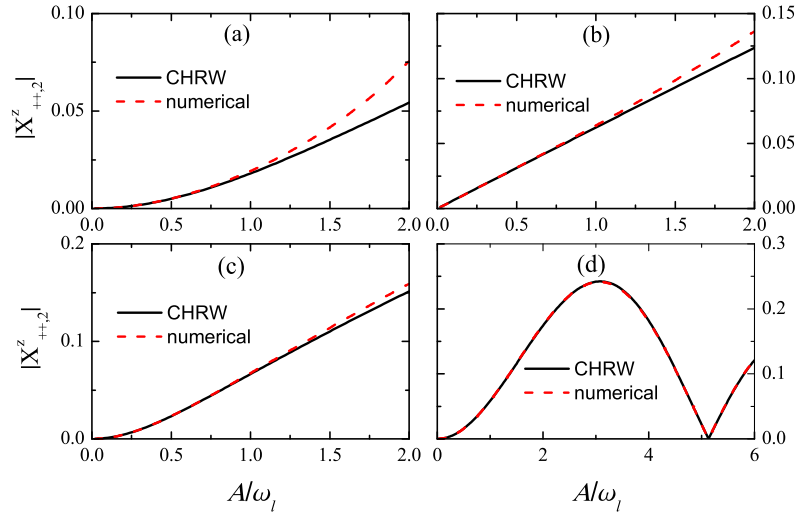 (a)
0.10
0.05
0.00
|X^z_{++,2}|
CHRW
numerical
0.0 0.5 1.0 1.5 2.0
(b)
0.15
0.10
0.05
0.00
CHRW
numerical
0.0 0.5 1.0 1.5 2.0
(c)
0.2
0.1
0.0
|X^z_{++,2}|
CHRW
numerical
0.0 0.5 1.0 1.5 2.0
A/ω_l
(d)
0.3
0.2
0.1
0.0
CHRW
numerical
0 2 4 6
A/ω_l